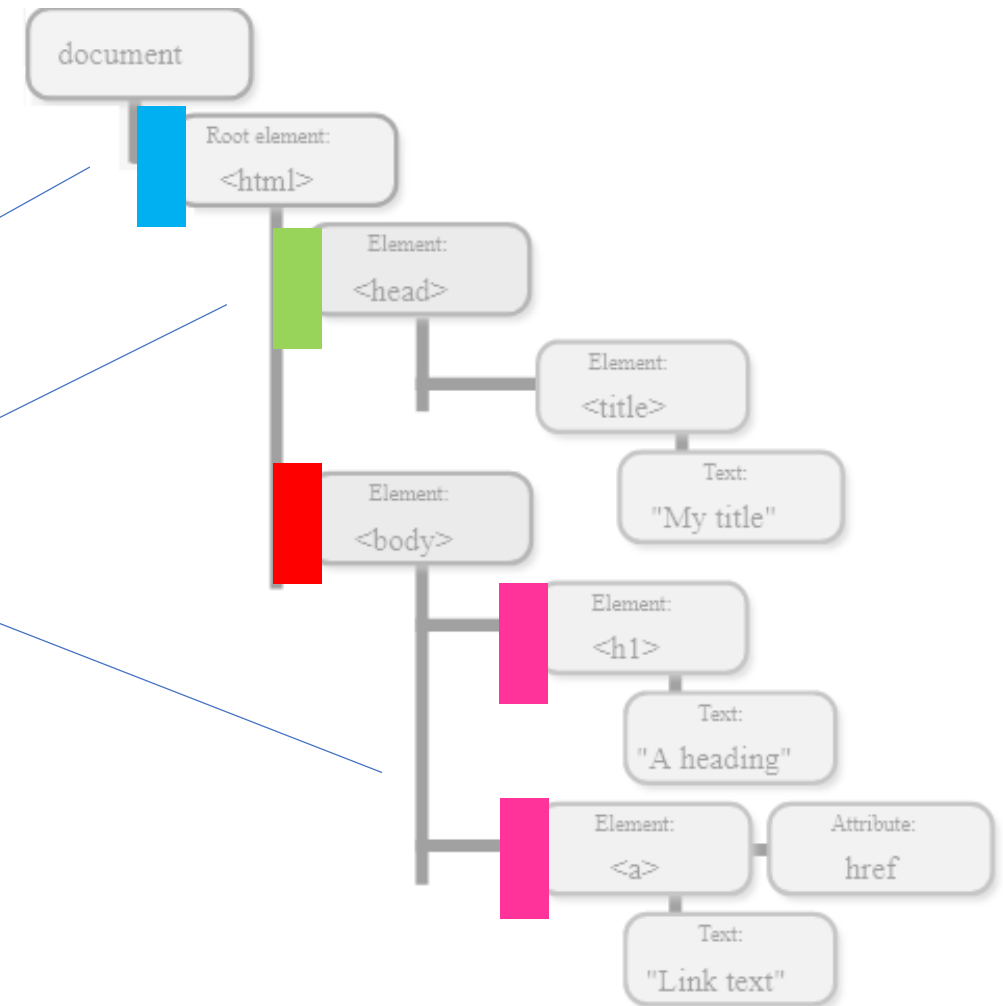 document
Root element:
<html>
Element:
<head>
Element:
<title>
Text:
"My title"
Element:
<body>
Element:
<h1>
Text:
"A heading"
Element:
<a>
Attribute:
href
Text:
"Link text"